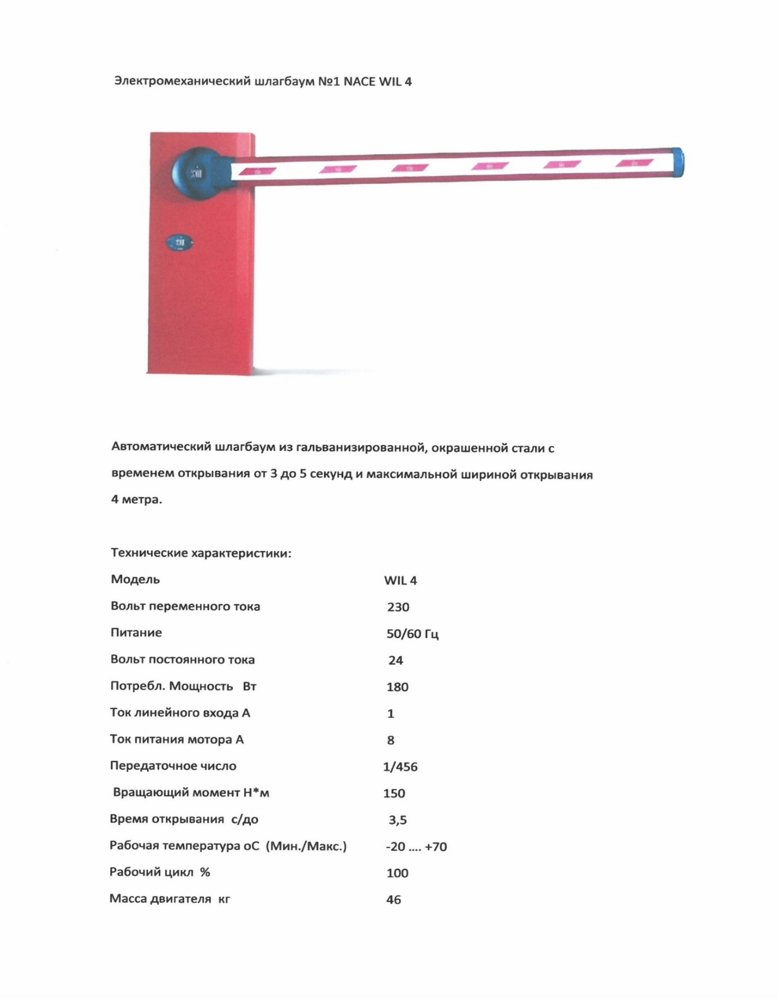 Электромеханический шлагбаум №1 NACE WIL 4
Автоматический шлагбаум из гальванизированной, окрашенной стали с
временем открывания от 3 до 5 секунд и максимальной шириной открывания
4 метра.
Технические характеристики:
Модель WIL 4
Вольт переменного тока 230
Питание 50/60 Гц
Вольт постоянного тока 24
Потребл. Мощность Вт 180
Ток линейного входа А 1
Ток питания мотора А 8
Передаточное число 1/456
Вращающий момент Н*м 150
Время открывания с/до 3,5
Рабочая температура оС (Мин./Макс.) -20 .... +70
Рабочий цикл % 100
Масса двигателя кг 46